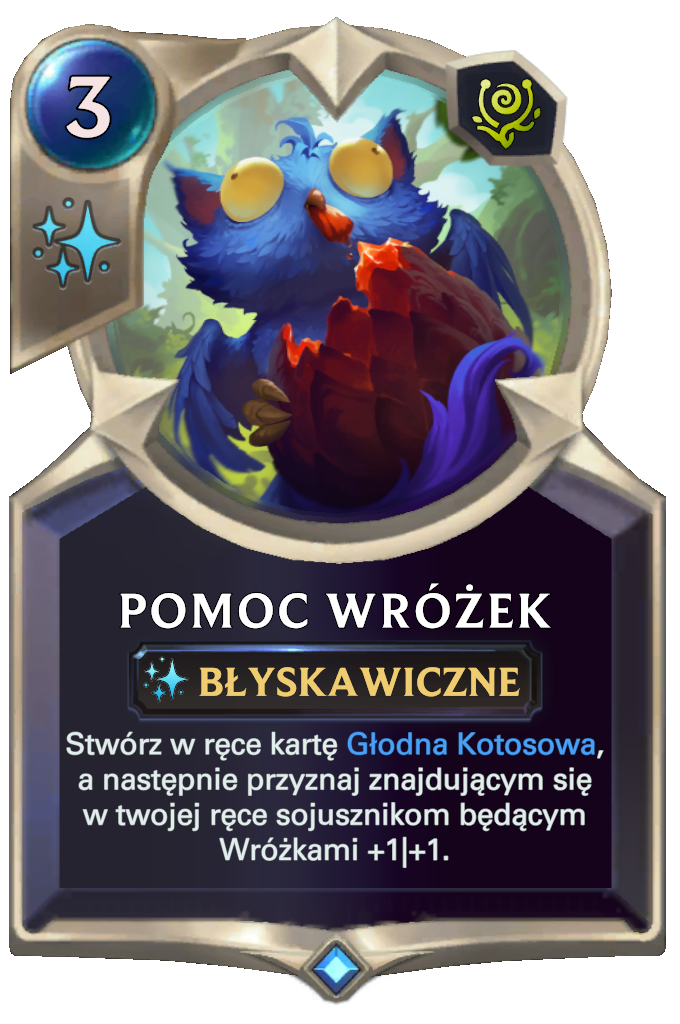 3
POMOC WRÓŻEK
BŁYSKAWICZNE
Stwórz w ręce kartę Głodna Kotosowa,
a następnie przyznaj znajdującym się
w twojej ręce sojusznikom będącym
Wróżkami +1|+1.